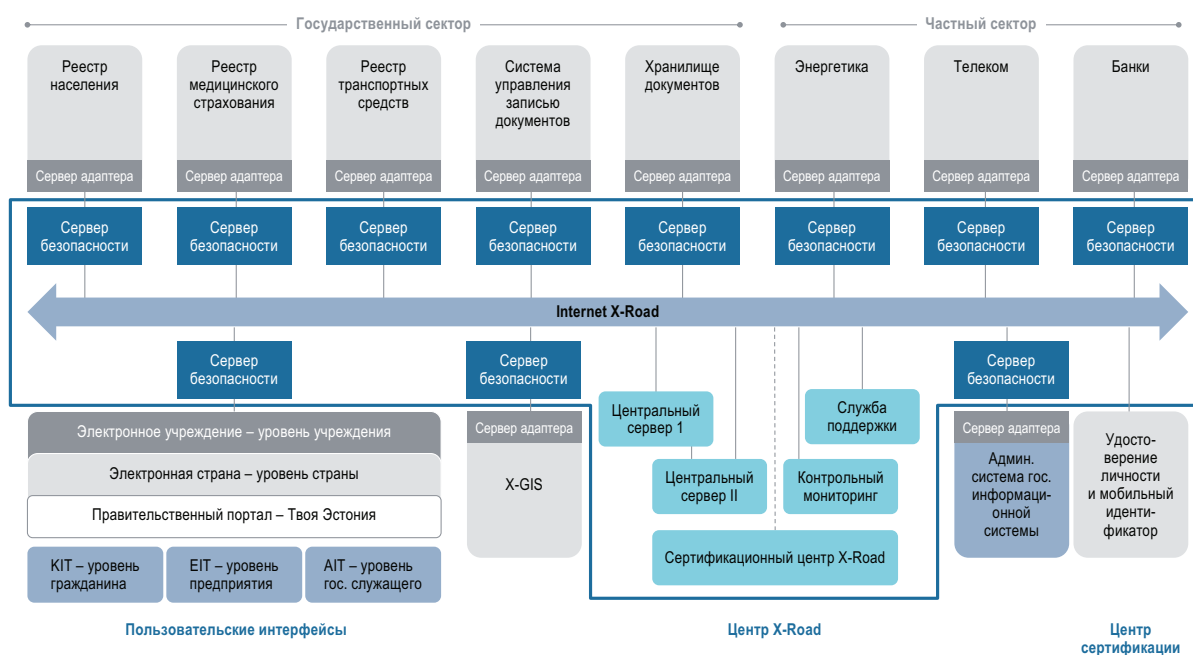 Государственный сектор
Частный сектор
Реестр
населения
Реестр
медицинского
страхования
Реестр
транспортных
средств
Система
управления
записью
документов
Хранилище
документов
Энергетика
Телеком
Банки
Сервер адаптера
Сервер адаптера
Сервер адаптера
Сервер адаптера
Сервер адаптера
Сервер адаптера
Сервер адаптера
Сервер адаптера
Сервер
безопасности
Сервер
безопасности
Сервер
безопасности
Сервер
безопасности
Сервер
безопасности
Сервер
безопасности
Сервер
безопасности
Сервер
безопасности
Internet X-Road
Сервер
безопасности
Сервер
безопасности
Сервер
безопасности
Электронное учреждение – уровень учреждения
Электронная страна – уровень страны
Правительственный портал – Твоя Эстония
KIT – уровень
гражданина
EIT – уровень
предприятия
AIT – уровень
гос. служащего
Сервер адаптера
X-GIS
Центральный
сервер 1
Служба
поддержки
Центральный
сервер II
Контрольный
мониторинг
Сертификационный центр X-Road
Сервер адаптера
Админ.
система гос.
информаци-
онной
системы
Удосто-
верение
личности
и мобильный
иденти-
фикатор
Пользовательские интерфейсы
Центр X-Road
Центр
сертификации